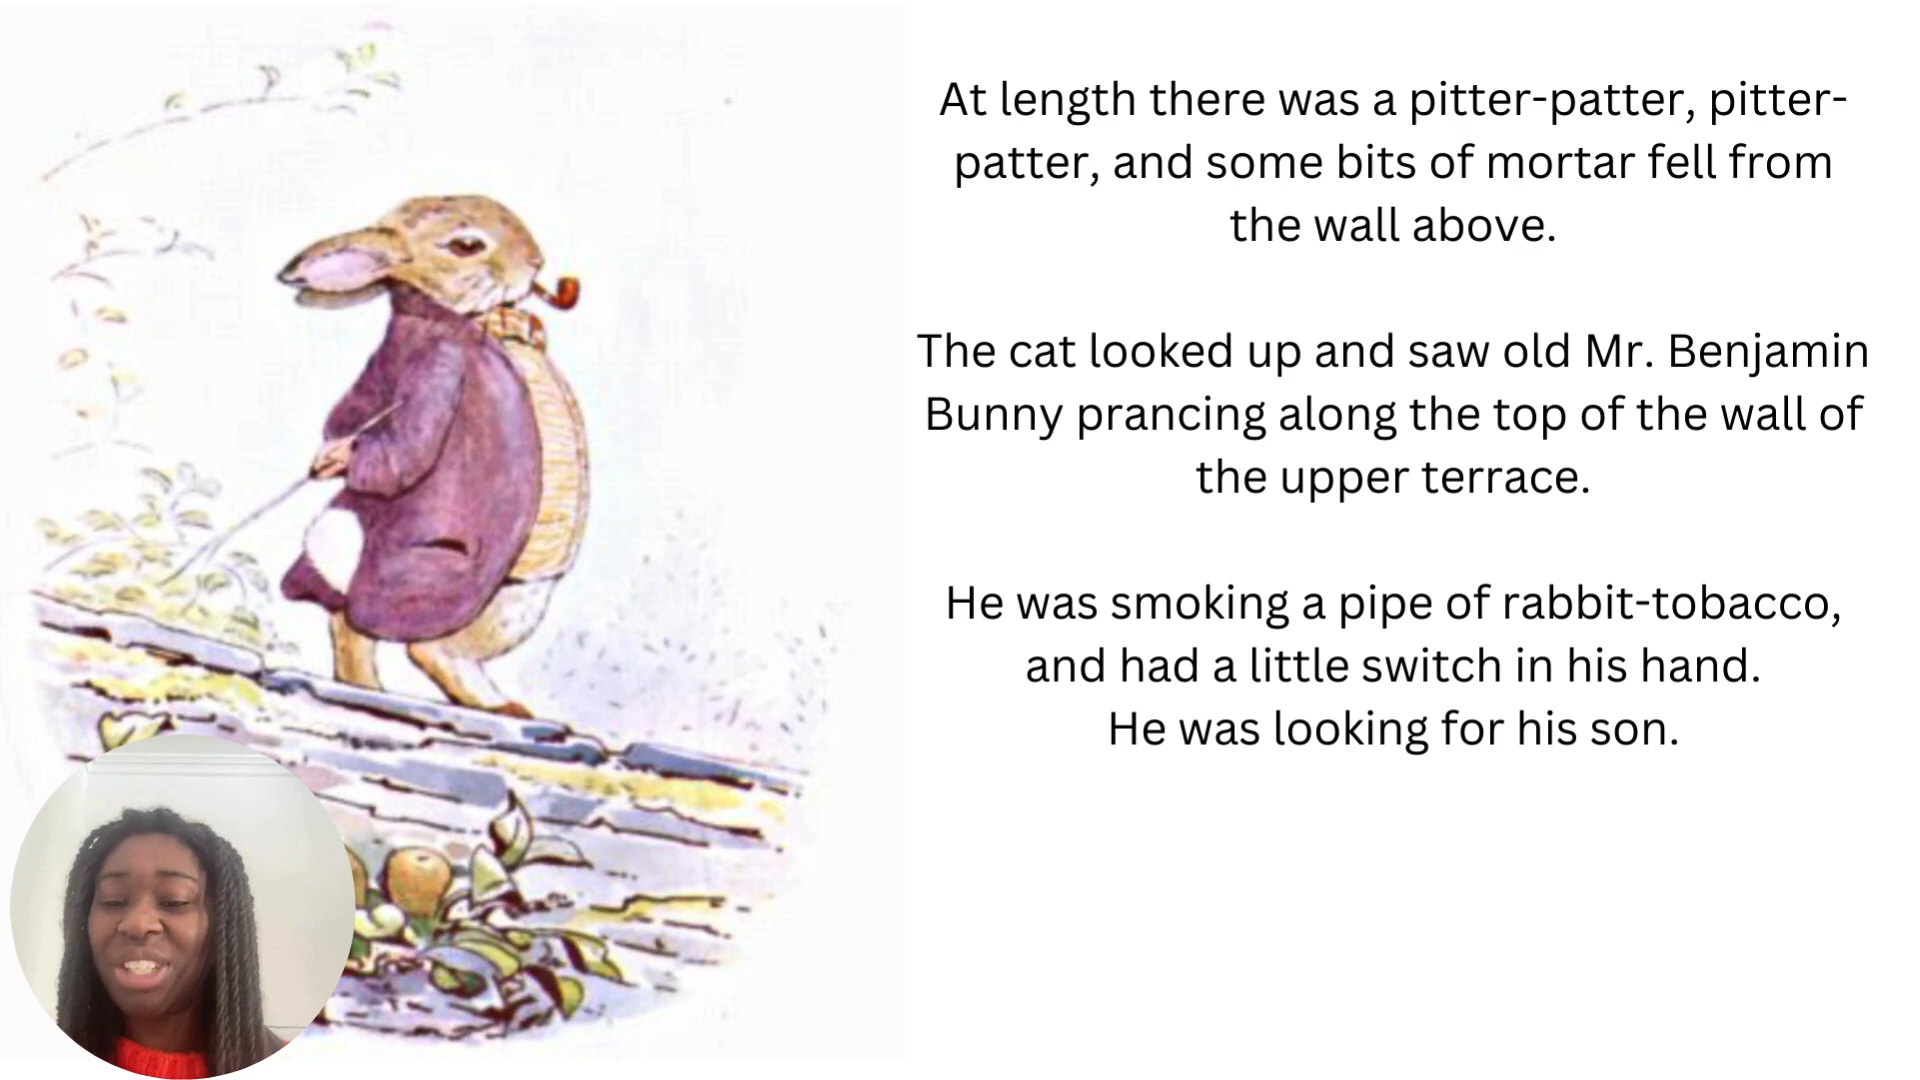 At length there was a pitter-patter, pitter-
patter, and some bits of mortar fell from
the wall above.
The cat looked up and saw old Mr. Benjamin
Bunny prancing along the top of the wall of
the upper terrace.
He was smoking a pipe of rabbit-tobacco,
and had a little switch in his hand.
He was looking for his son.